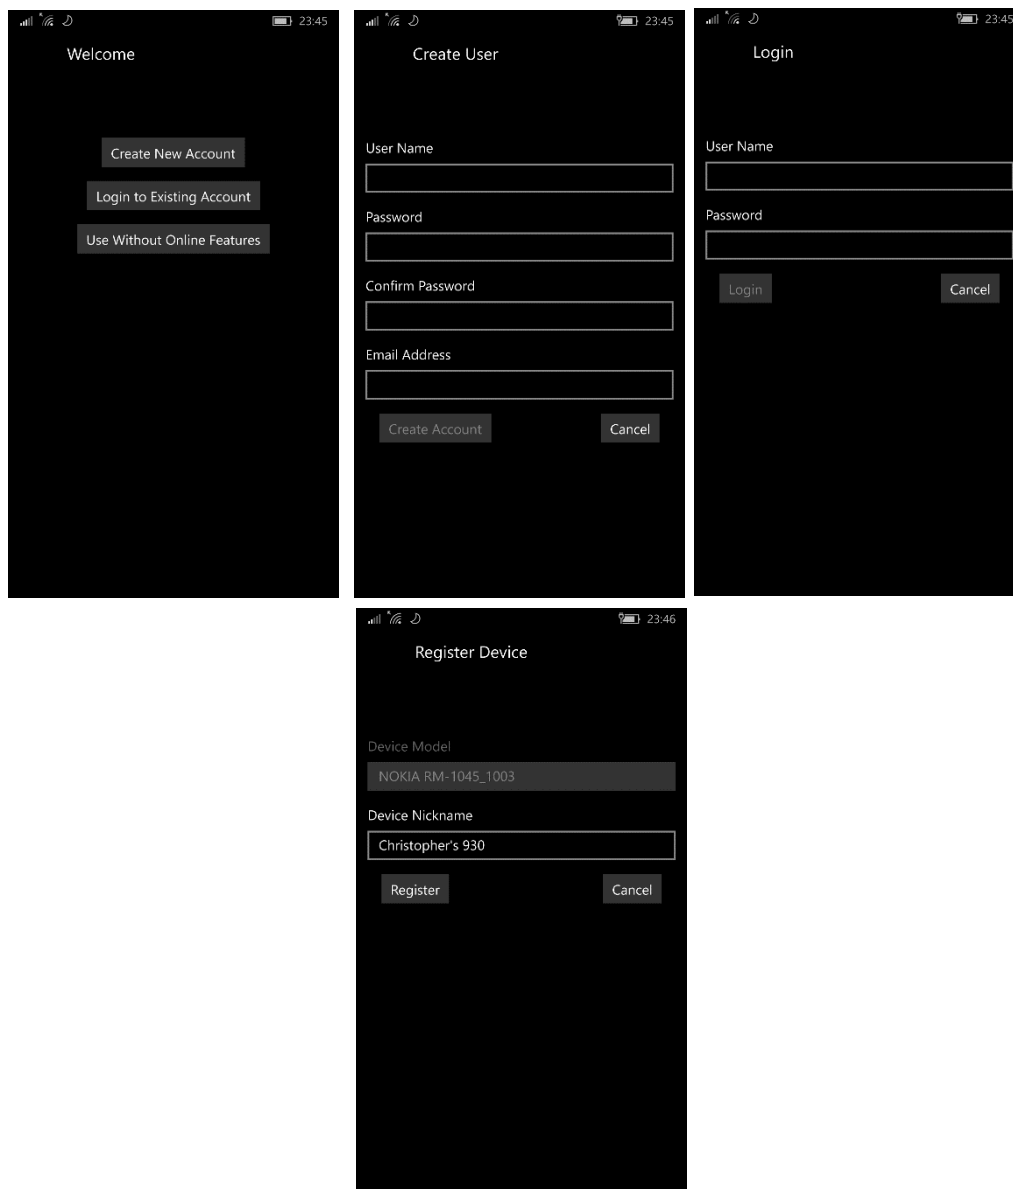 23:45
Welcome
Create New Account
Login to Existing Account
Use Without Online Features
23:45
Create User
User Name
Password
Confirm Password
Email Address
Create Account
Cancel
23:45
Login
User Name
Password
Login
Cancel
23:46
Register Device
Device Model
NOKIA RM-1045_1003
Device Nickname
Christopher's 930
Register
Cancel